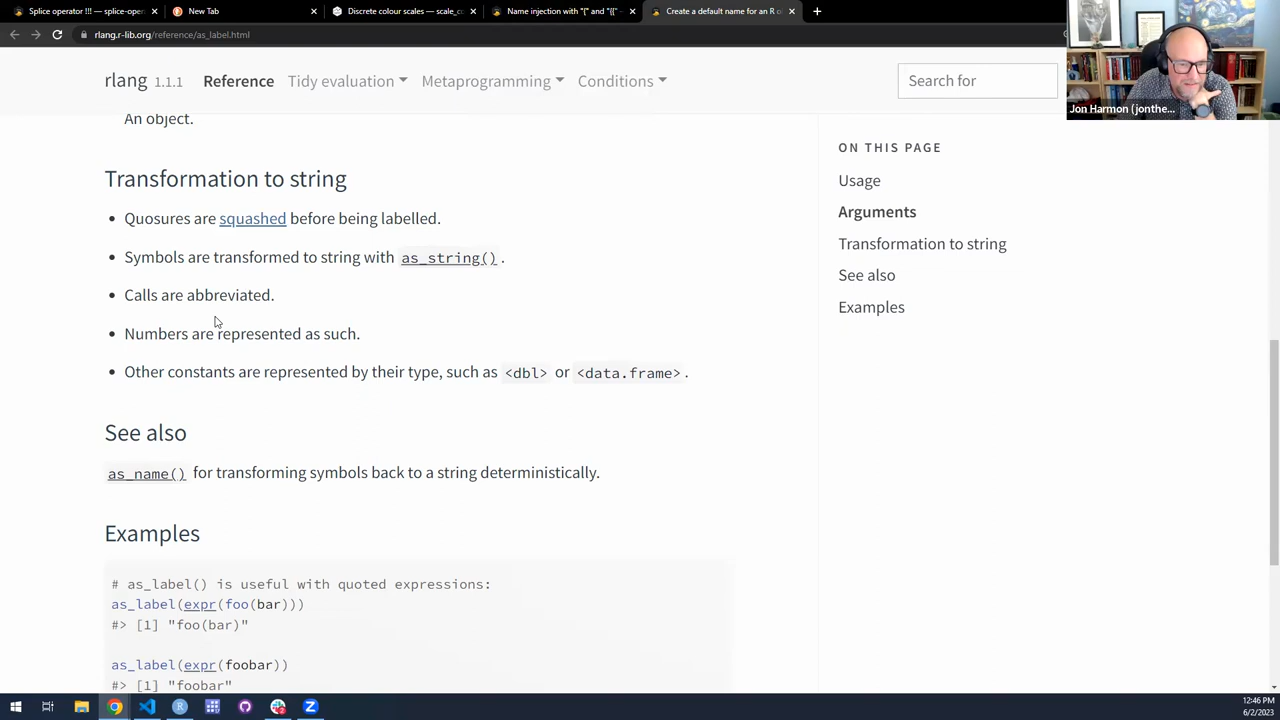 Splice operator !!! — splice-oper
New Tab
Discrete colour scales — scale_co
Name injection with "{" and "{{"
Create a default name for an R o
rlang.r-lib.org/reference/as_label.html
Jon Harmon (jonthe...
rlang 1.1.1 Reference Tidy evaluation Metaprogramming Conditions
Search for
An object.
Transformation to string
• Quosures are squashed before being labelled.
• Symbols are transformed to string with as_string() .
• Calls are abbreviated.
• Numbers are represented as such.
• Other constants are represented by their type, such as <dbl> or <data.frame> .
See also
as_name() for transforming symbols back to a string deterministically.
Examples
# as_label() is useful with quoted expressions:
as_label(expr(foo(bar)))
#> [1] "foo(bar)"
as_label(expr(foobar))
#> [1] "foobar"
ON THIS PAGE
Usage
Arguments
Transformation to string
See also
Examples
12:46 PM
6/2/2023